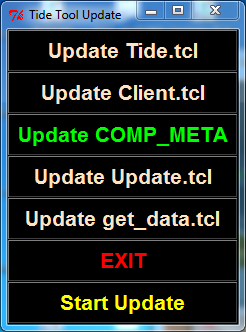 Tide Tool Update
Update Tide.tcl
Update Client.tcl
Update COMP_META
Update Update.tcl
Update get_data.tcl
EXIT
Start Update